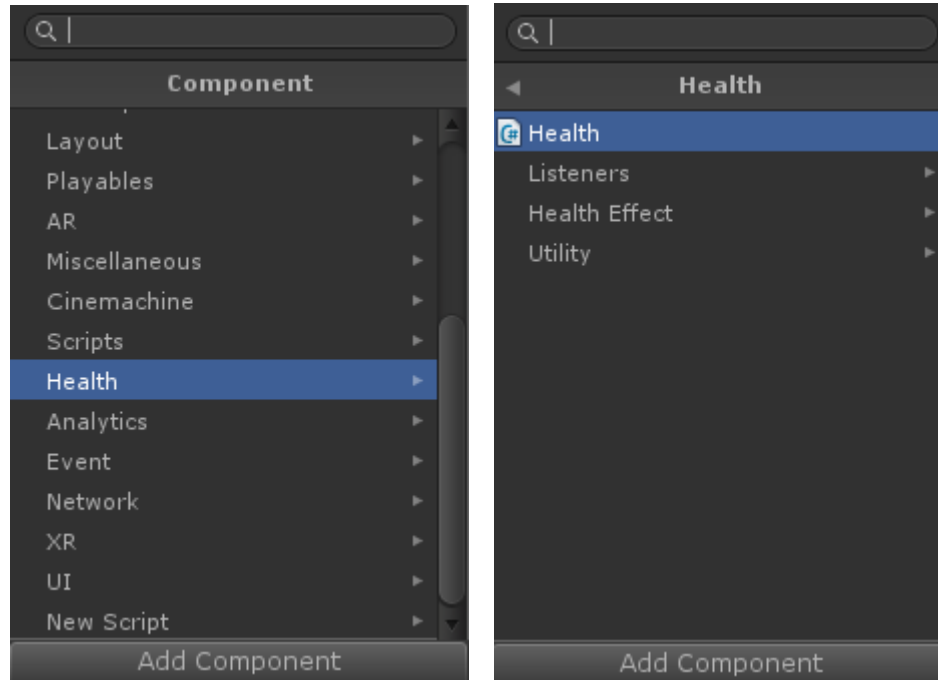 Component
Layout
Playables
AR
Miscellaneous
Cinemachine
Scripts
Health
Analytics
Event
Network
XR
UI
New Script
Add Component
Health
Health
Listeners
Health Effect
Utility
Add Component